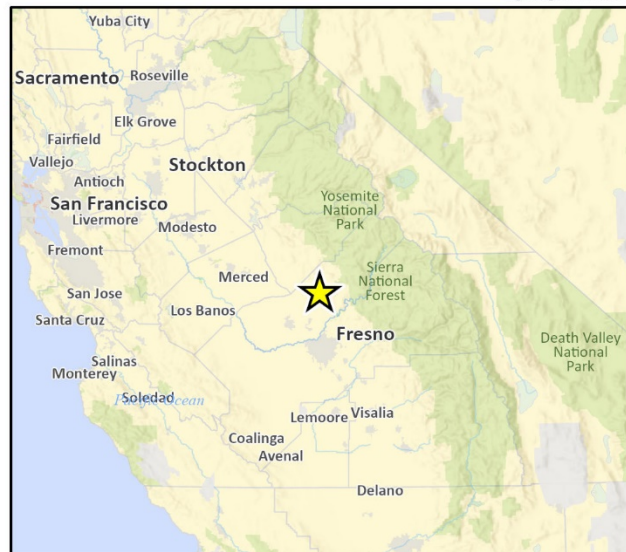 Yuba City
Sacramento
Roseville
Elk Grove
Fairfield
Vallejo
Stockton
Antioch
San Francisco
Livermore
Modesto
Yosemite
National
Park
Fremont
Merced
Sierra
National
Forest
San Jose
Los Banos
Santa Cruz
Fresno
Death Valley
National
Park
Salinas
Monterey
Soledad
Pacific Ocean
Lemoore
Visalia
Coalinga
Avenal
Delano